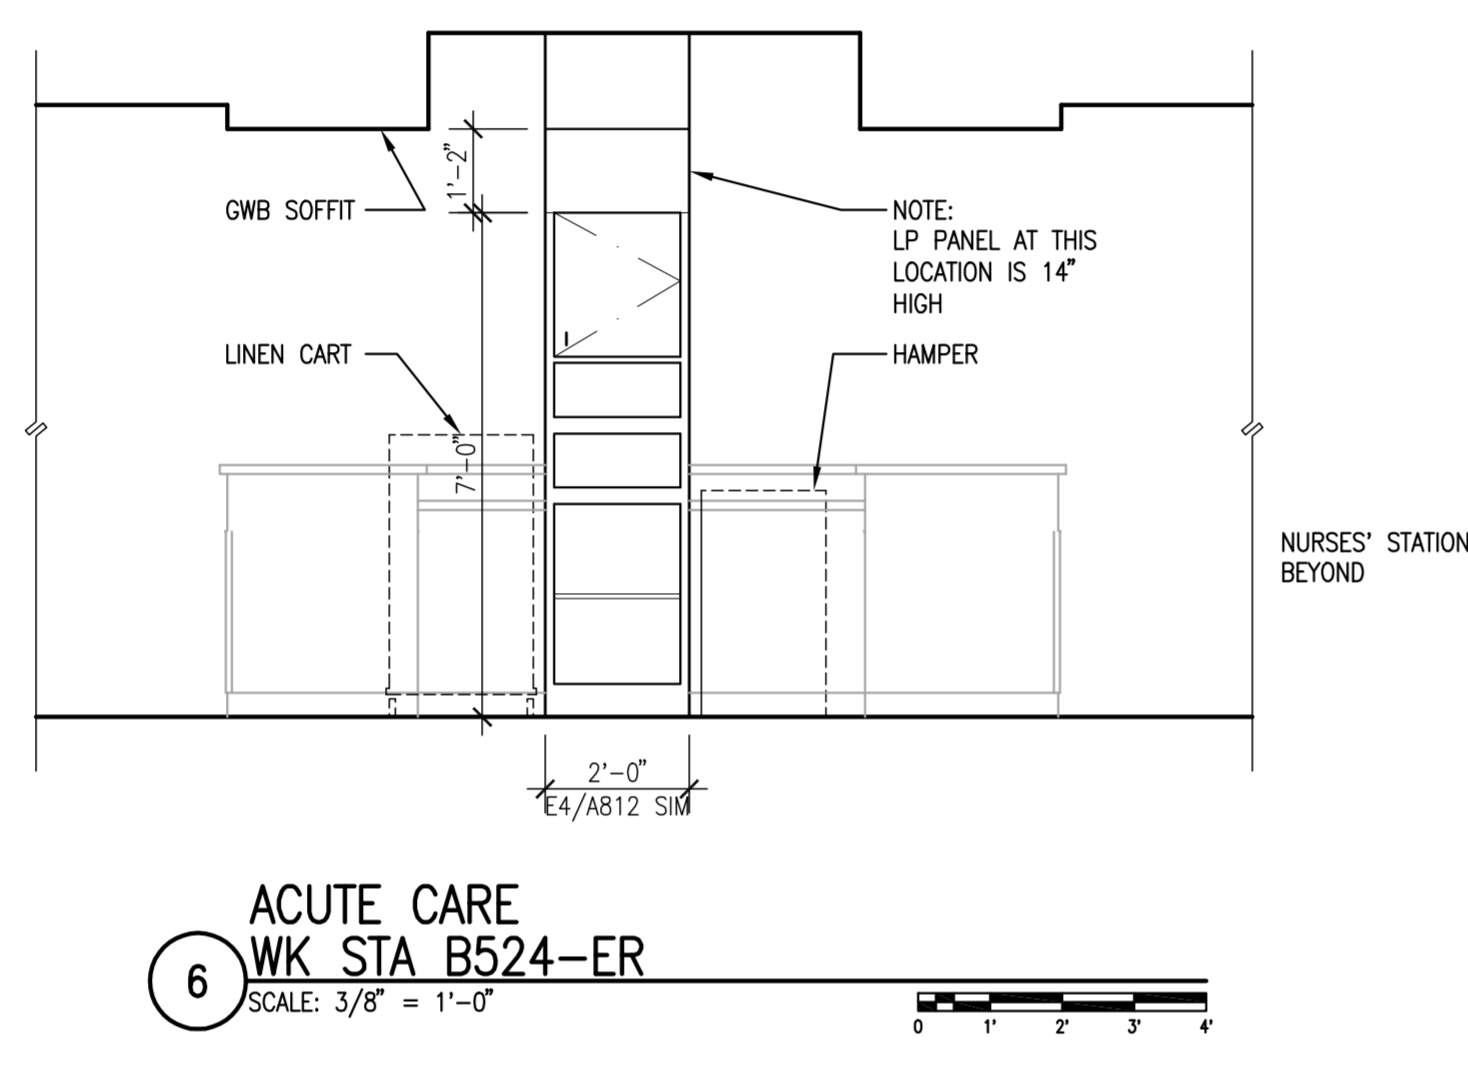 1'-2"
GWB SOFFIT
NOTE:
LP PANEL AT THIS
LOCATION IS 14"
HIGH
LINEN CART
HAMPER
7'-0"
NURSES' STATION
BEYOND
2'-0"
E4/A812 SIM
ACUTE CARE
WK STA B524-ER
6
SCALE: 3/8" = 1'-0"
0 1' 2' 3' 4'